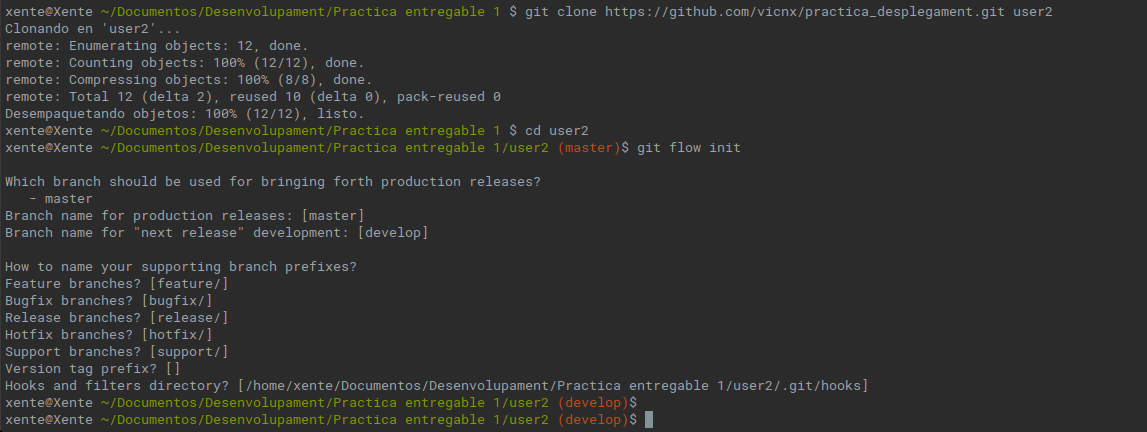 xente@Xente ~/Documentos/Desenvolupament/Practica entregable 1 $ git clone https://github.com/vicnx/practica_desplegament.git user2
Clonando en 'user2'...
remote: Enumerating objects: 12, done.
remote: Counting objects: 100% (12/12), done.
remote: Compressing objects: 100% (8/8), done.
remote: Total 12 (delta 2), reused 10 (delta 0), pack-reused 0
Desempaquetando objetos: 100% (12/12), listo.
xente@Xente ~/Documentos/Desenvolupament/Practica entregable 1 $ cd user2
xente@Xente ~/Documentos/Desenvolupament/Practica entregable 1/user2 (master)$ git flow init

Which branch should be used for bringing forth production releases?
   - master
Branch name for production releases: [master]
Branch name for "next release" development: [develop]

How to name your supporting branch prefixes?
Feature branches? [feature/]
Bugfix branches? [bugfix/]
Release branches? [release/]
Hotfix branches? [hotfix/]
Support branches? [support/]
Version tag prefix? []
Hooks and filters directory? [/home/xente/Documentos/Desenvolupament/Practica entregable 1/user2/.git/hooks]
xente@Xente ~/Documentos/Desenvolupament/Practica entregable 1/user2 (develop)$
xente@Xente ~/Documentos/Desenvolupament/Practica entregable 1/user2 (develop)$